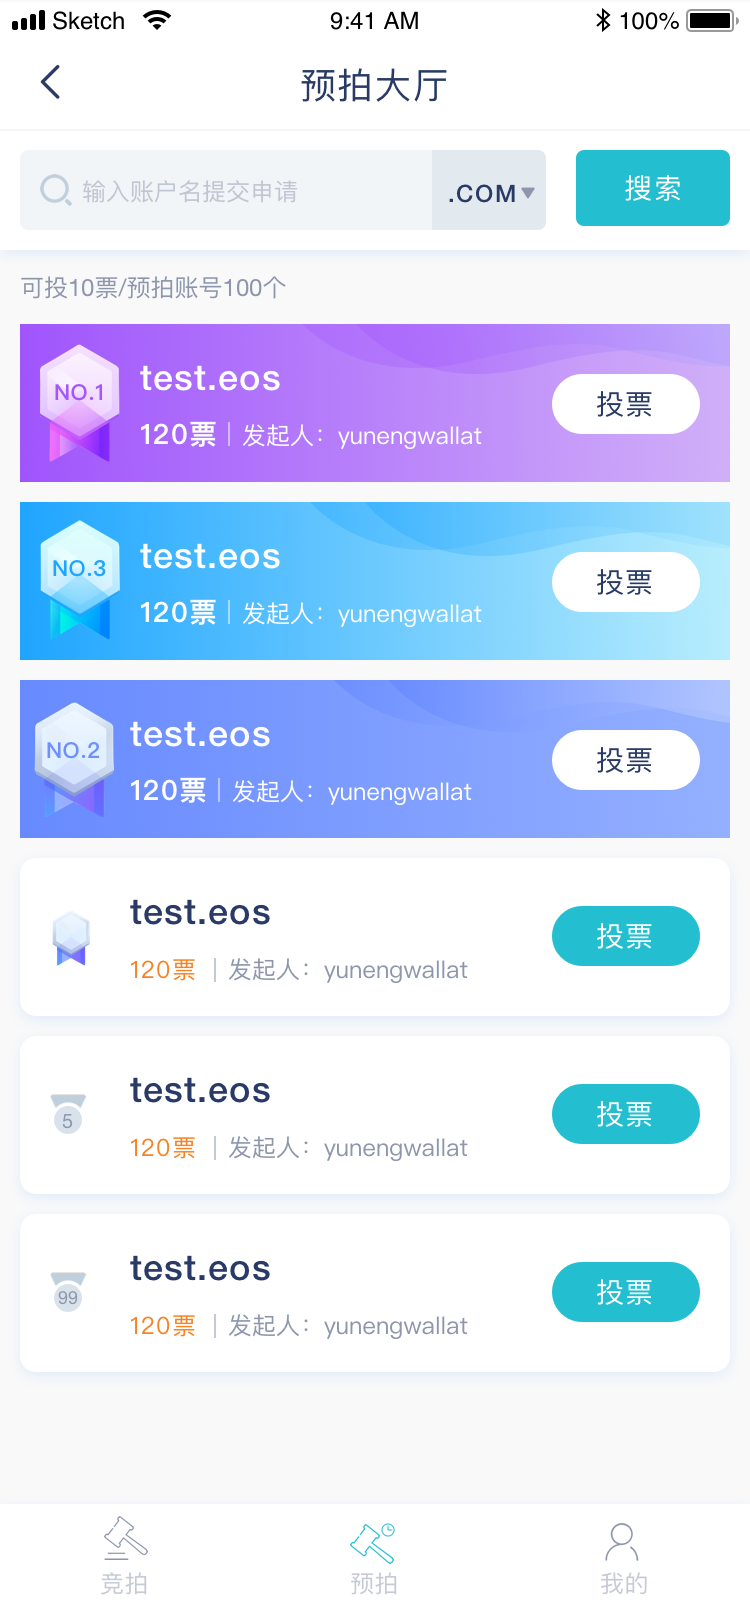 Sketch 9:41 AM 100%
预拍大厅
输入账户名提交申请 .COM 搜索
可投10票/预拍账号100个
NO.1 test.eos
120票 发起人：yunengwallat 投票
NO.3 test.eos
120票 发起人：yunengwallat 投票
NO.2 test.eos
120票 发起人：yunengwallat 投票
test.eos
120票 发起人：yunengwallat 投票
5 test.eos
120票 发起人：yunengwallat 投票
99 test.eos
120票 发起人：yunengwallat 投票
竞拍 预拍 我的